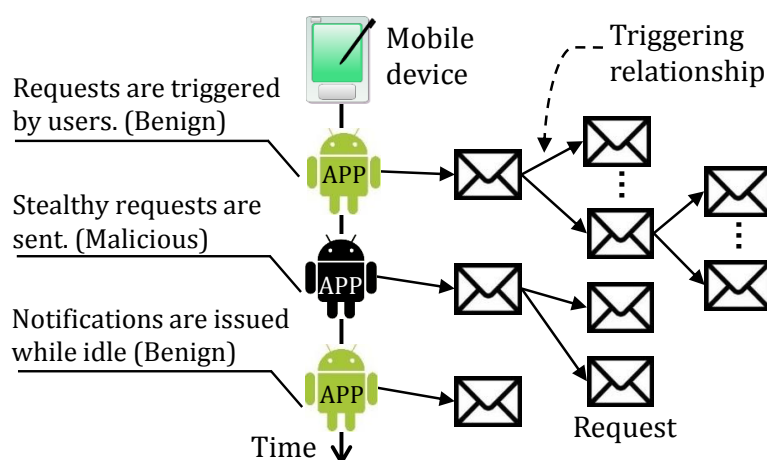 Mobile
device
Triggering
relationship
Requests are triggered
by users. (Benign)
APP
Stealthy requests are
sent. (Malicious)
APP
Notifications are issued
while idle (Benign)
APP
Request
Time